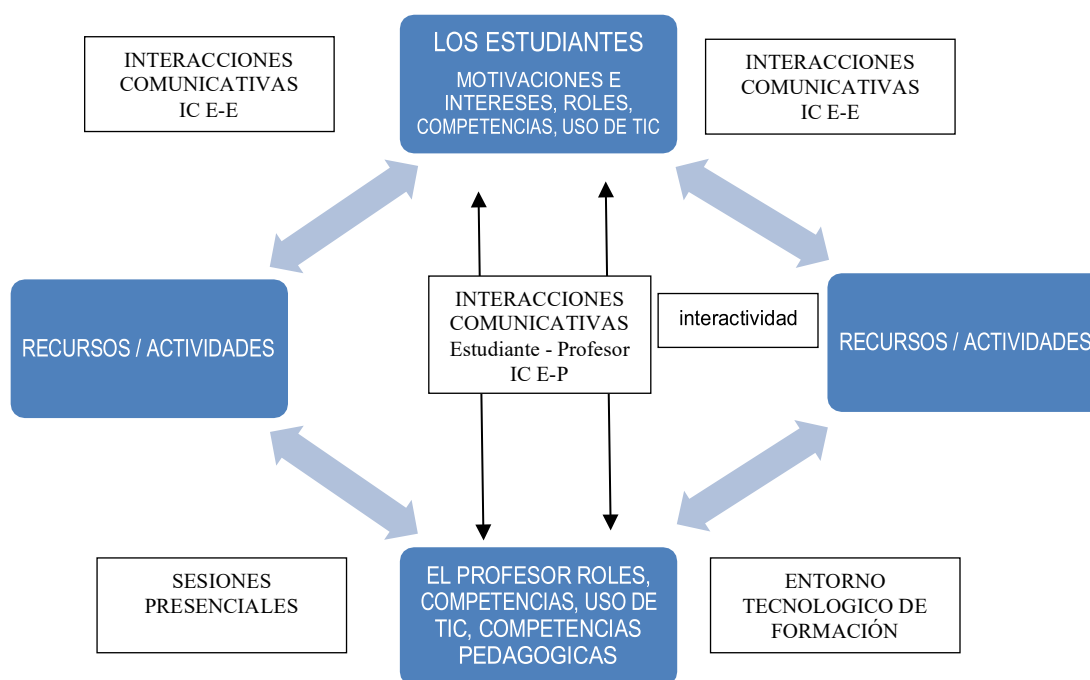 INTERACCIONES
COMUNICATIVAS
IC E-E
LOS ESTUDIANTES
MOTIVACIONES E
INTERESES, ROLES,
COMPETENCIAS, USO DE TIC
INTERACCIONES
COMUNICATIVAS
IC E-E
RECURSOS / ACTIVIDADES
INTERACCIONES
COMUNICATIVAS
Estudiante - Profesor
IC E-P
interactividad
RECURSOS / ACTIVIDADES
SESIONES
PRESENCIALES
EL PROFESOR ROLES,
COMPETENCIAS, USO DE
TIC, COMPETENCIAS
PEDAGOGICAS
ENTORNO
TECNOLOGICO DE
FORMACIÓN